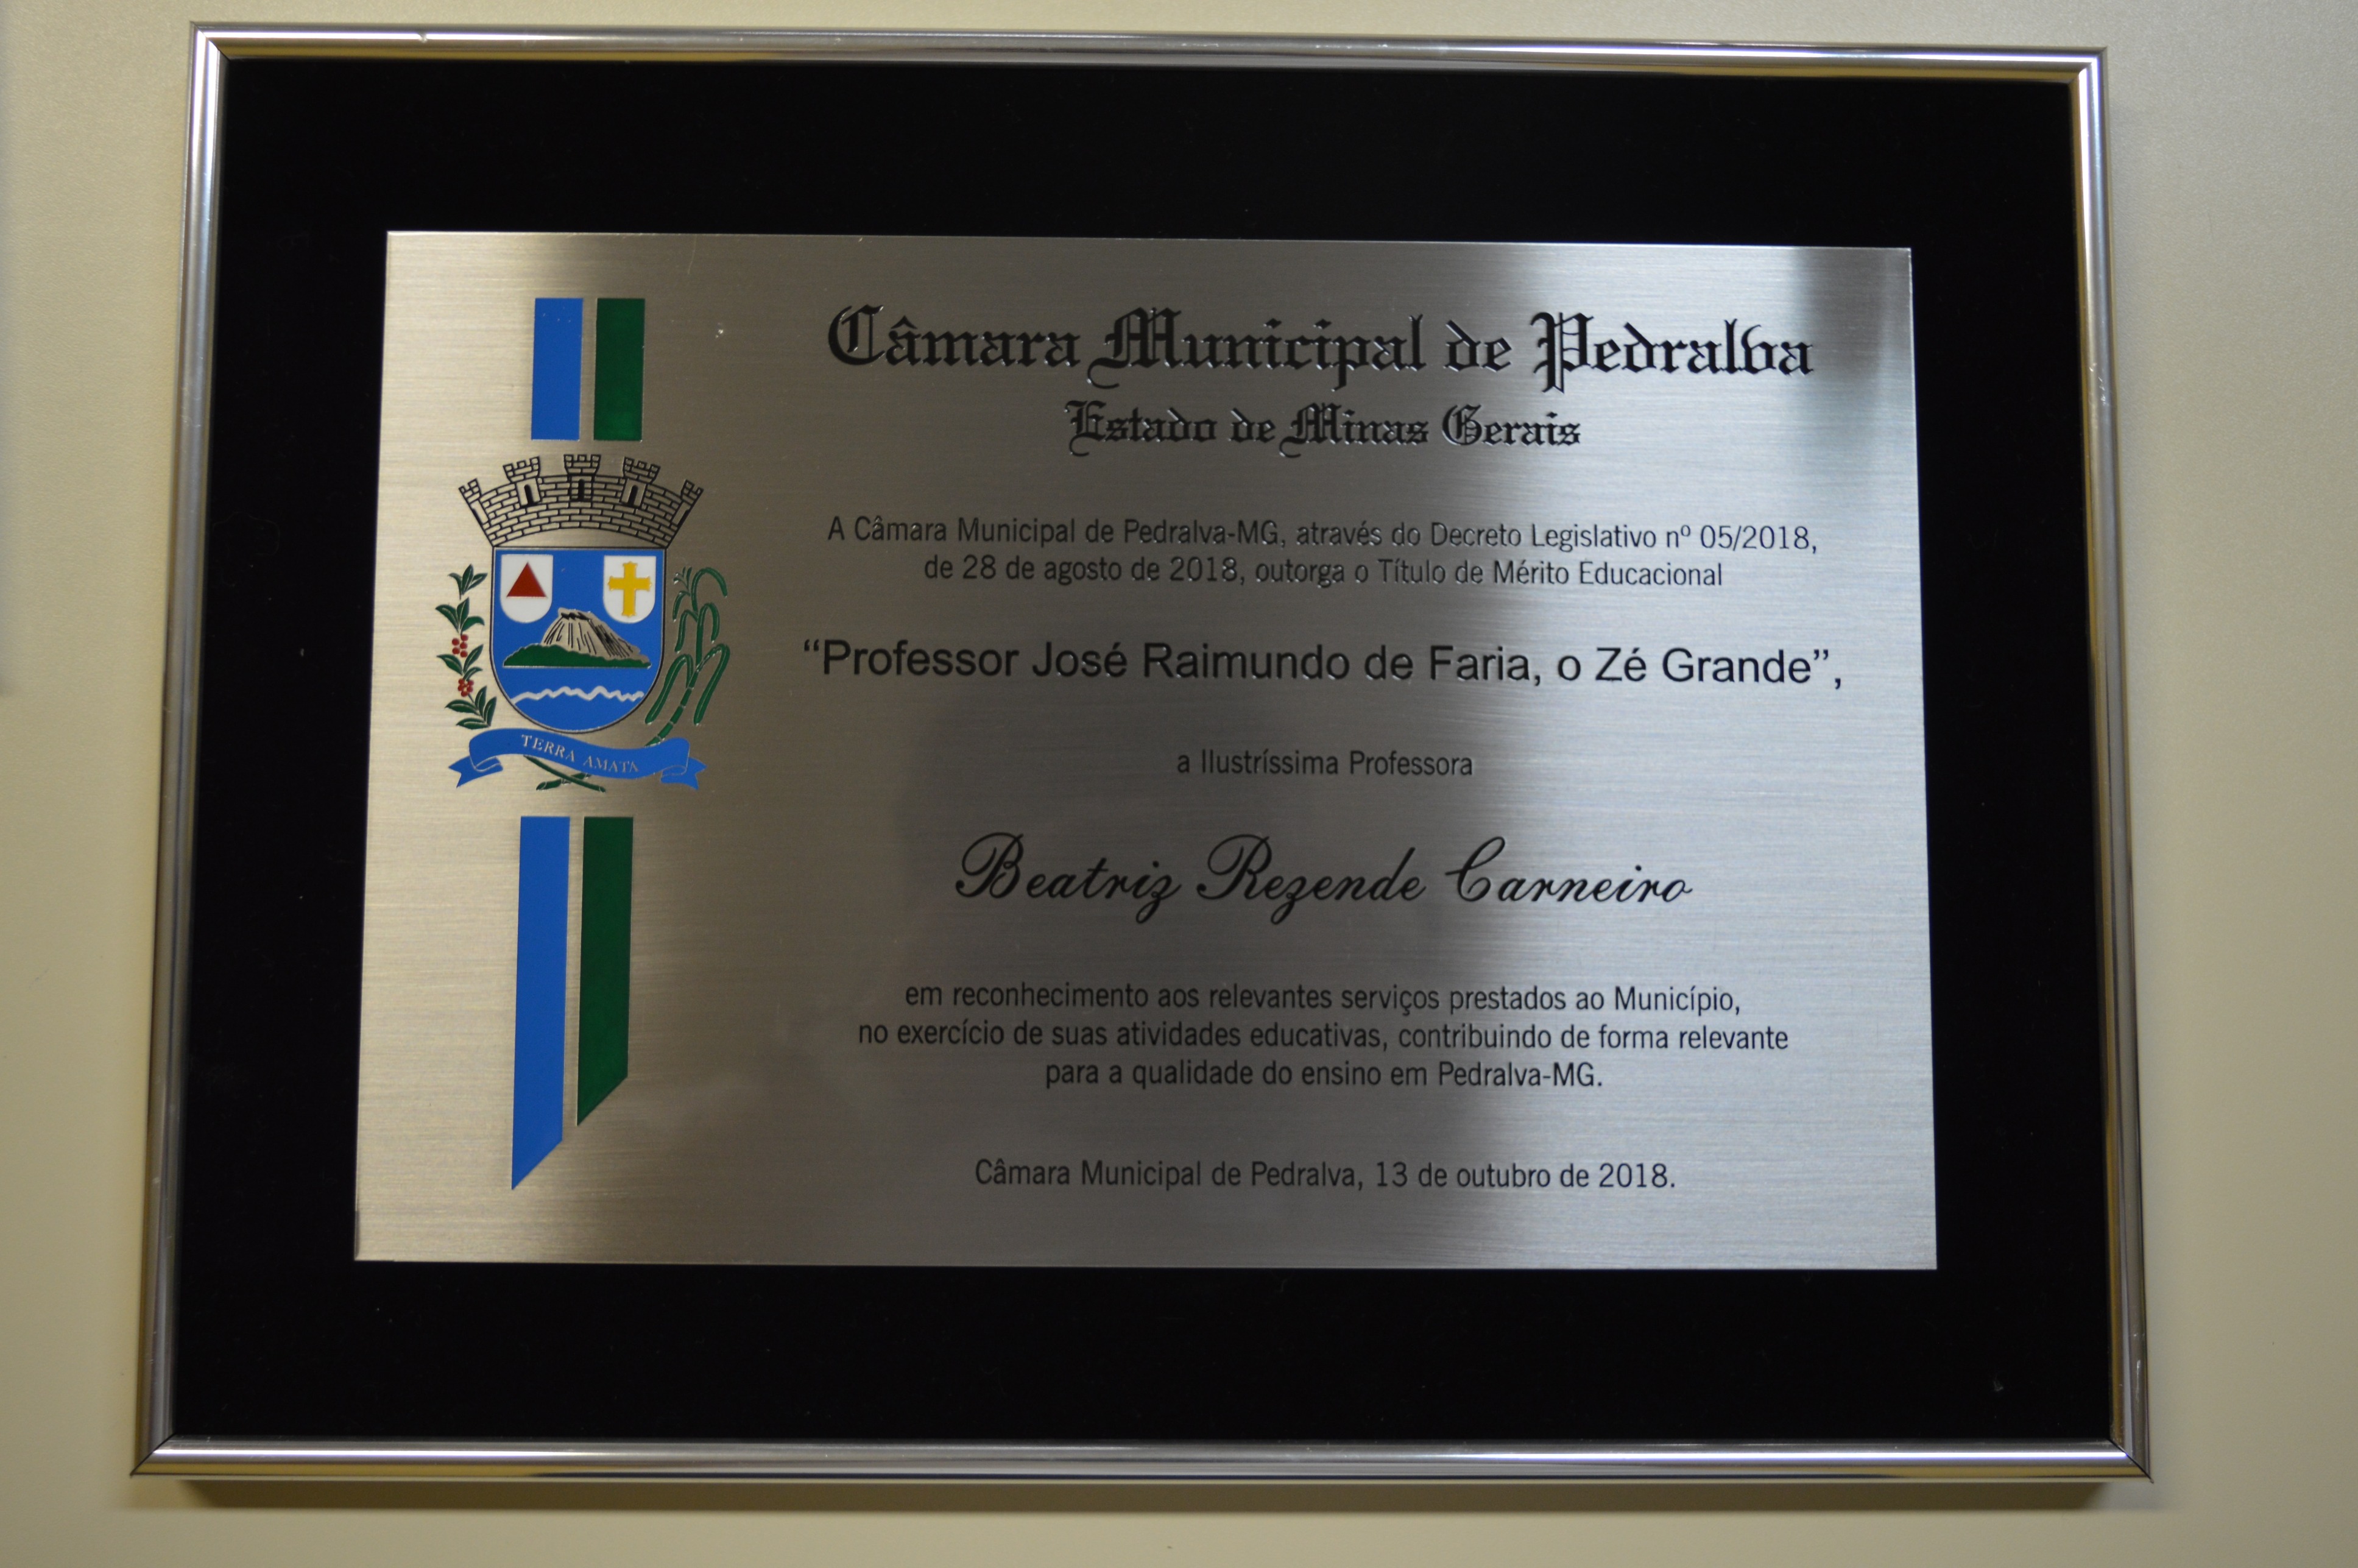 Câmara Municipal de Pedralva
Estado de Minas Gerais
A Câmara Municipal de Pedralva-MG, através do Decreto Legislativo nº 05/2018,
de 28 de agosto de 2018, outorga o Título de Mérito Educacional
“Professor José Raimundo de Faria, o Zé Grande”,
a Ilustríssima Professora
Beatriz Rezende Carneiro
em reconhecimento aos relevantes serviços prestados ao Município,
no exercício de suas atividades educativas, contribuindo de forma relevante
para a qualidade do ensino em Pedralva-MG.
Câmara Municipal de Pedralva, 13 de outubro de 2018.
TERRA AMATA